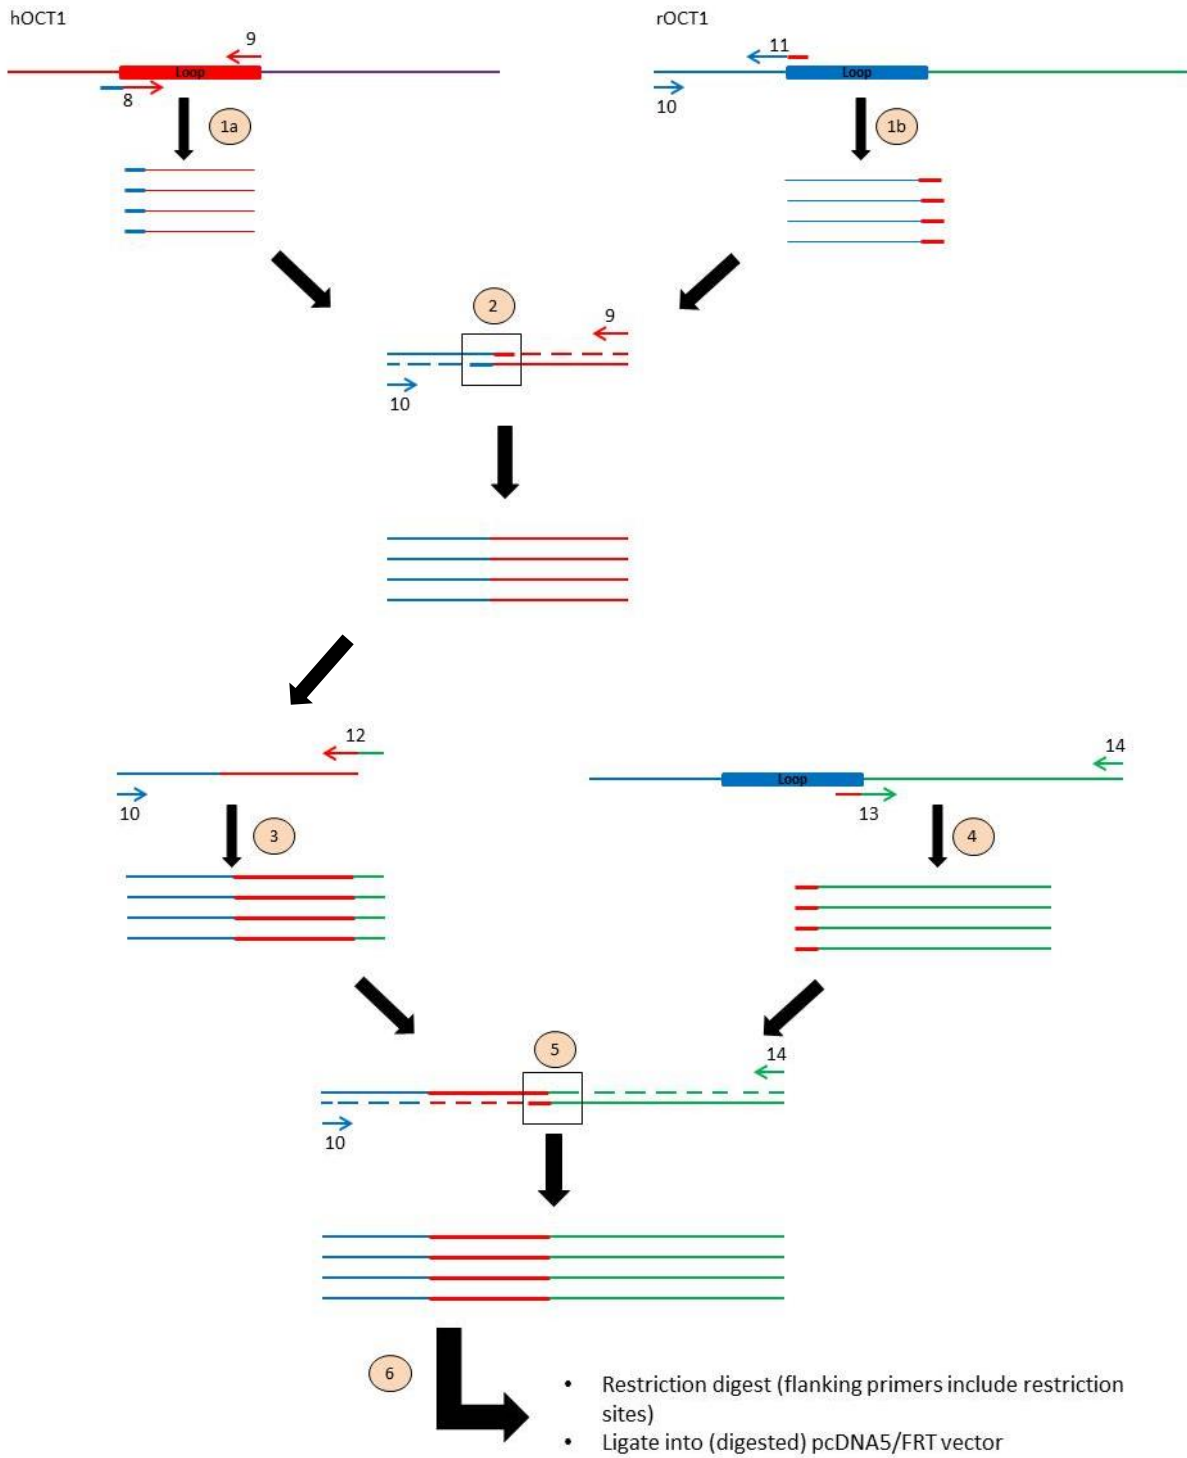 hOCT1
rOCT1
9
11
Loop
Loop
8
10
1a
1b
2
9
10
12
14
Loop
10
13
3
4
5
14
10
6
• Restriction digest (flanking primers include restriction
sites)
• Ligate into (digested) pcDNA5/FRT vector